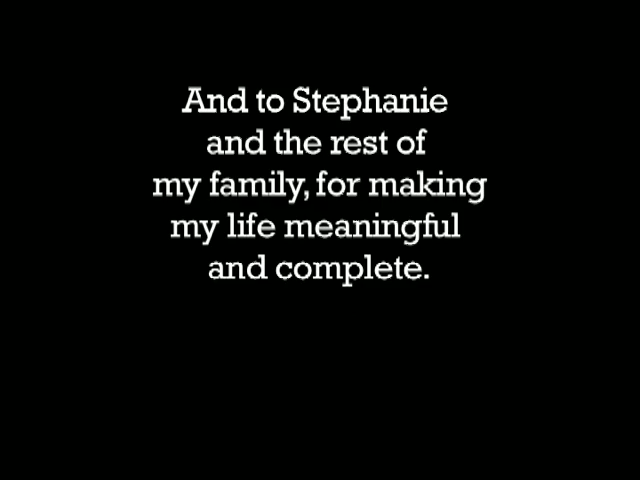 And to Stephanie
and the rest of
my family, for making
my life meaningful
and complete.